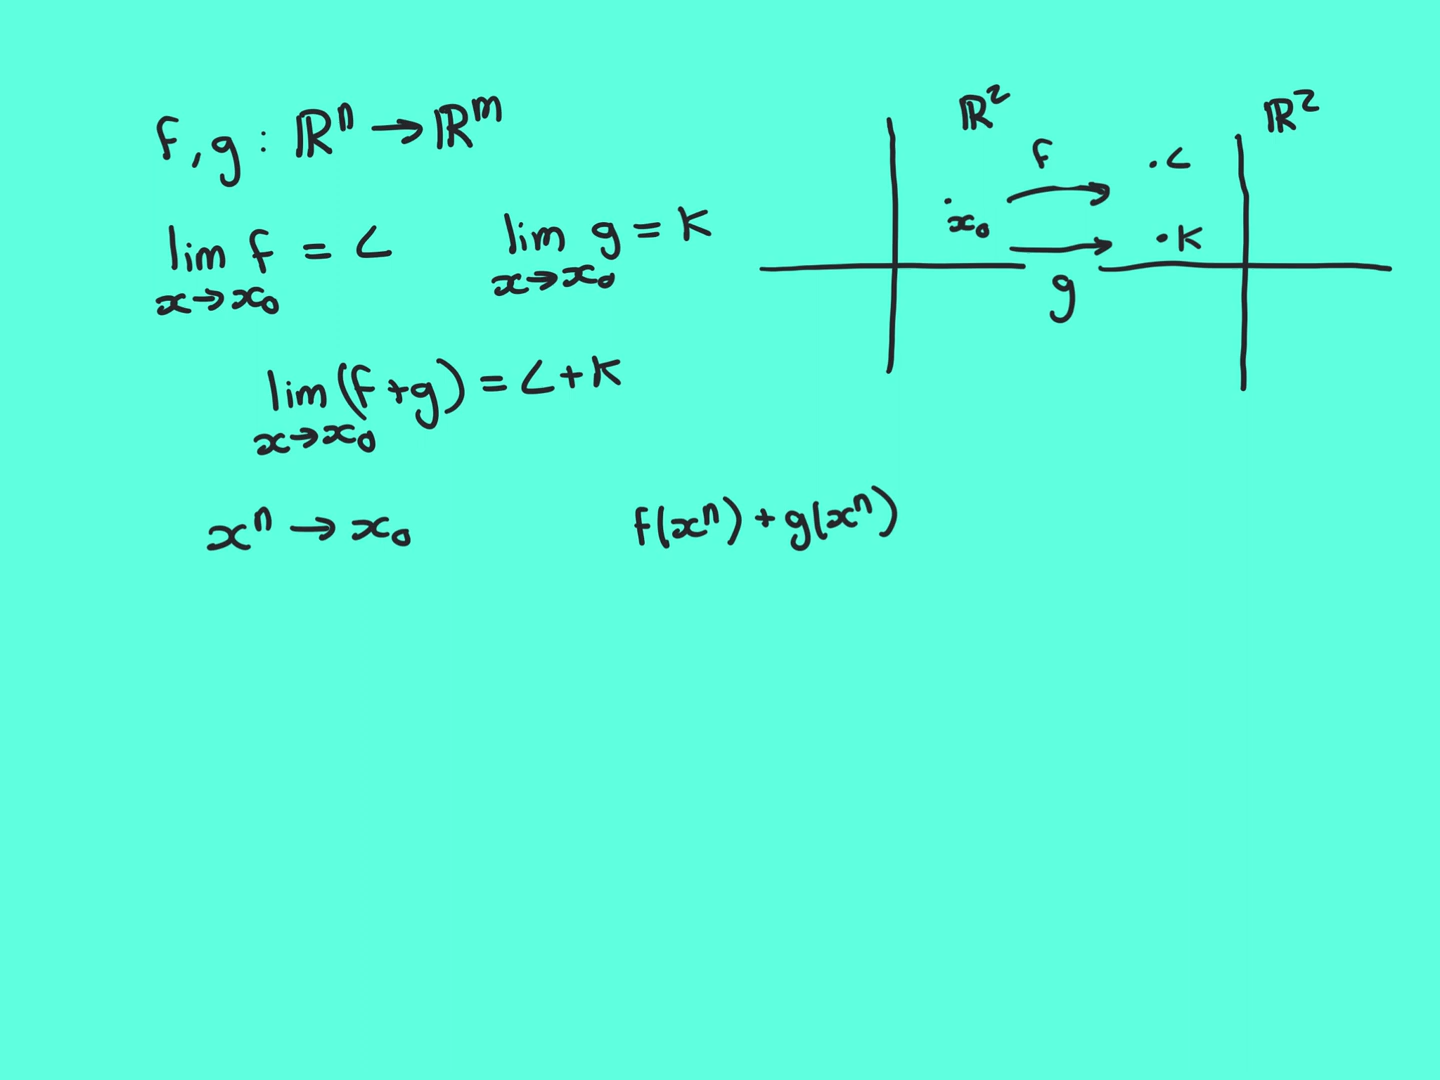 f, g : ℝⁿ → ℝᵐ
lim f = L
x→x₀
lim g = K
x→x₀
lim (f + g) = L + K
x→x₀
xⁿ → x₀
f(xⁿ) + g(xⁿ)
ℝ²
ℝ²
f
. L
x₀
. K
g